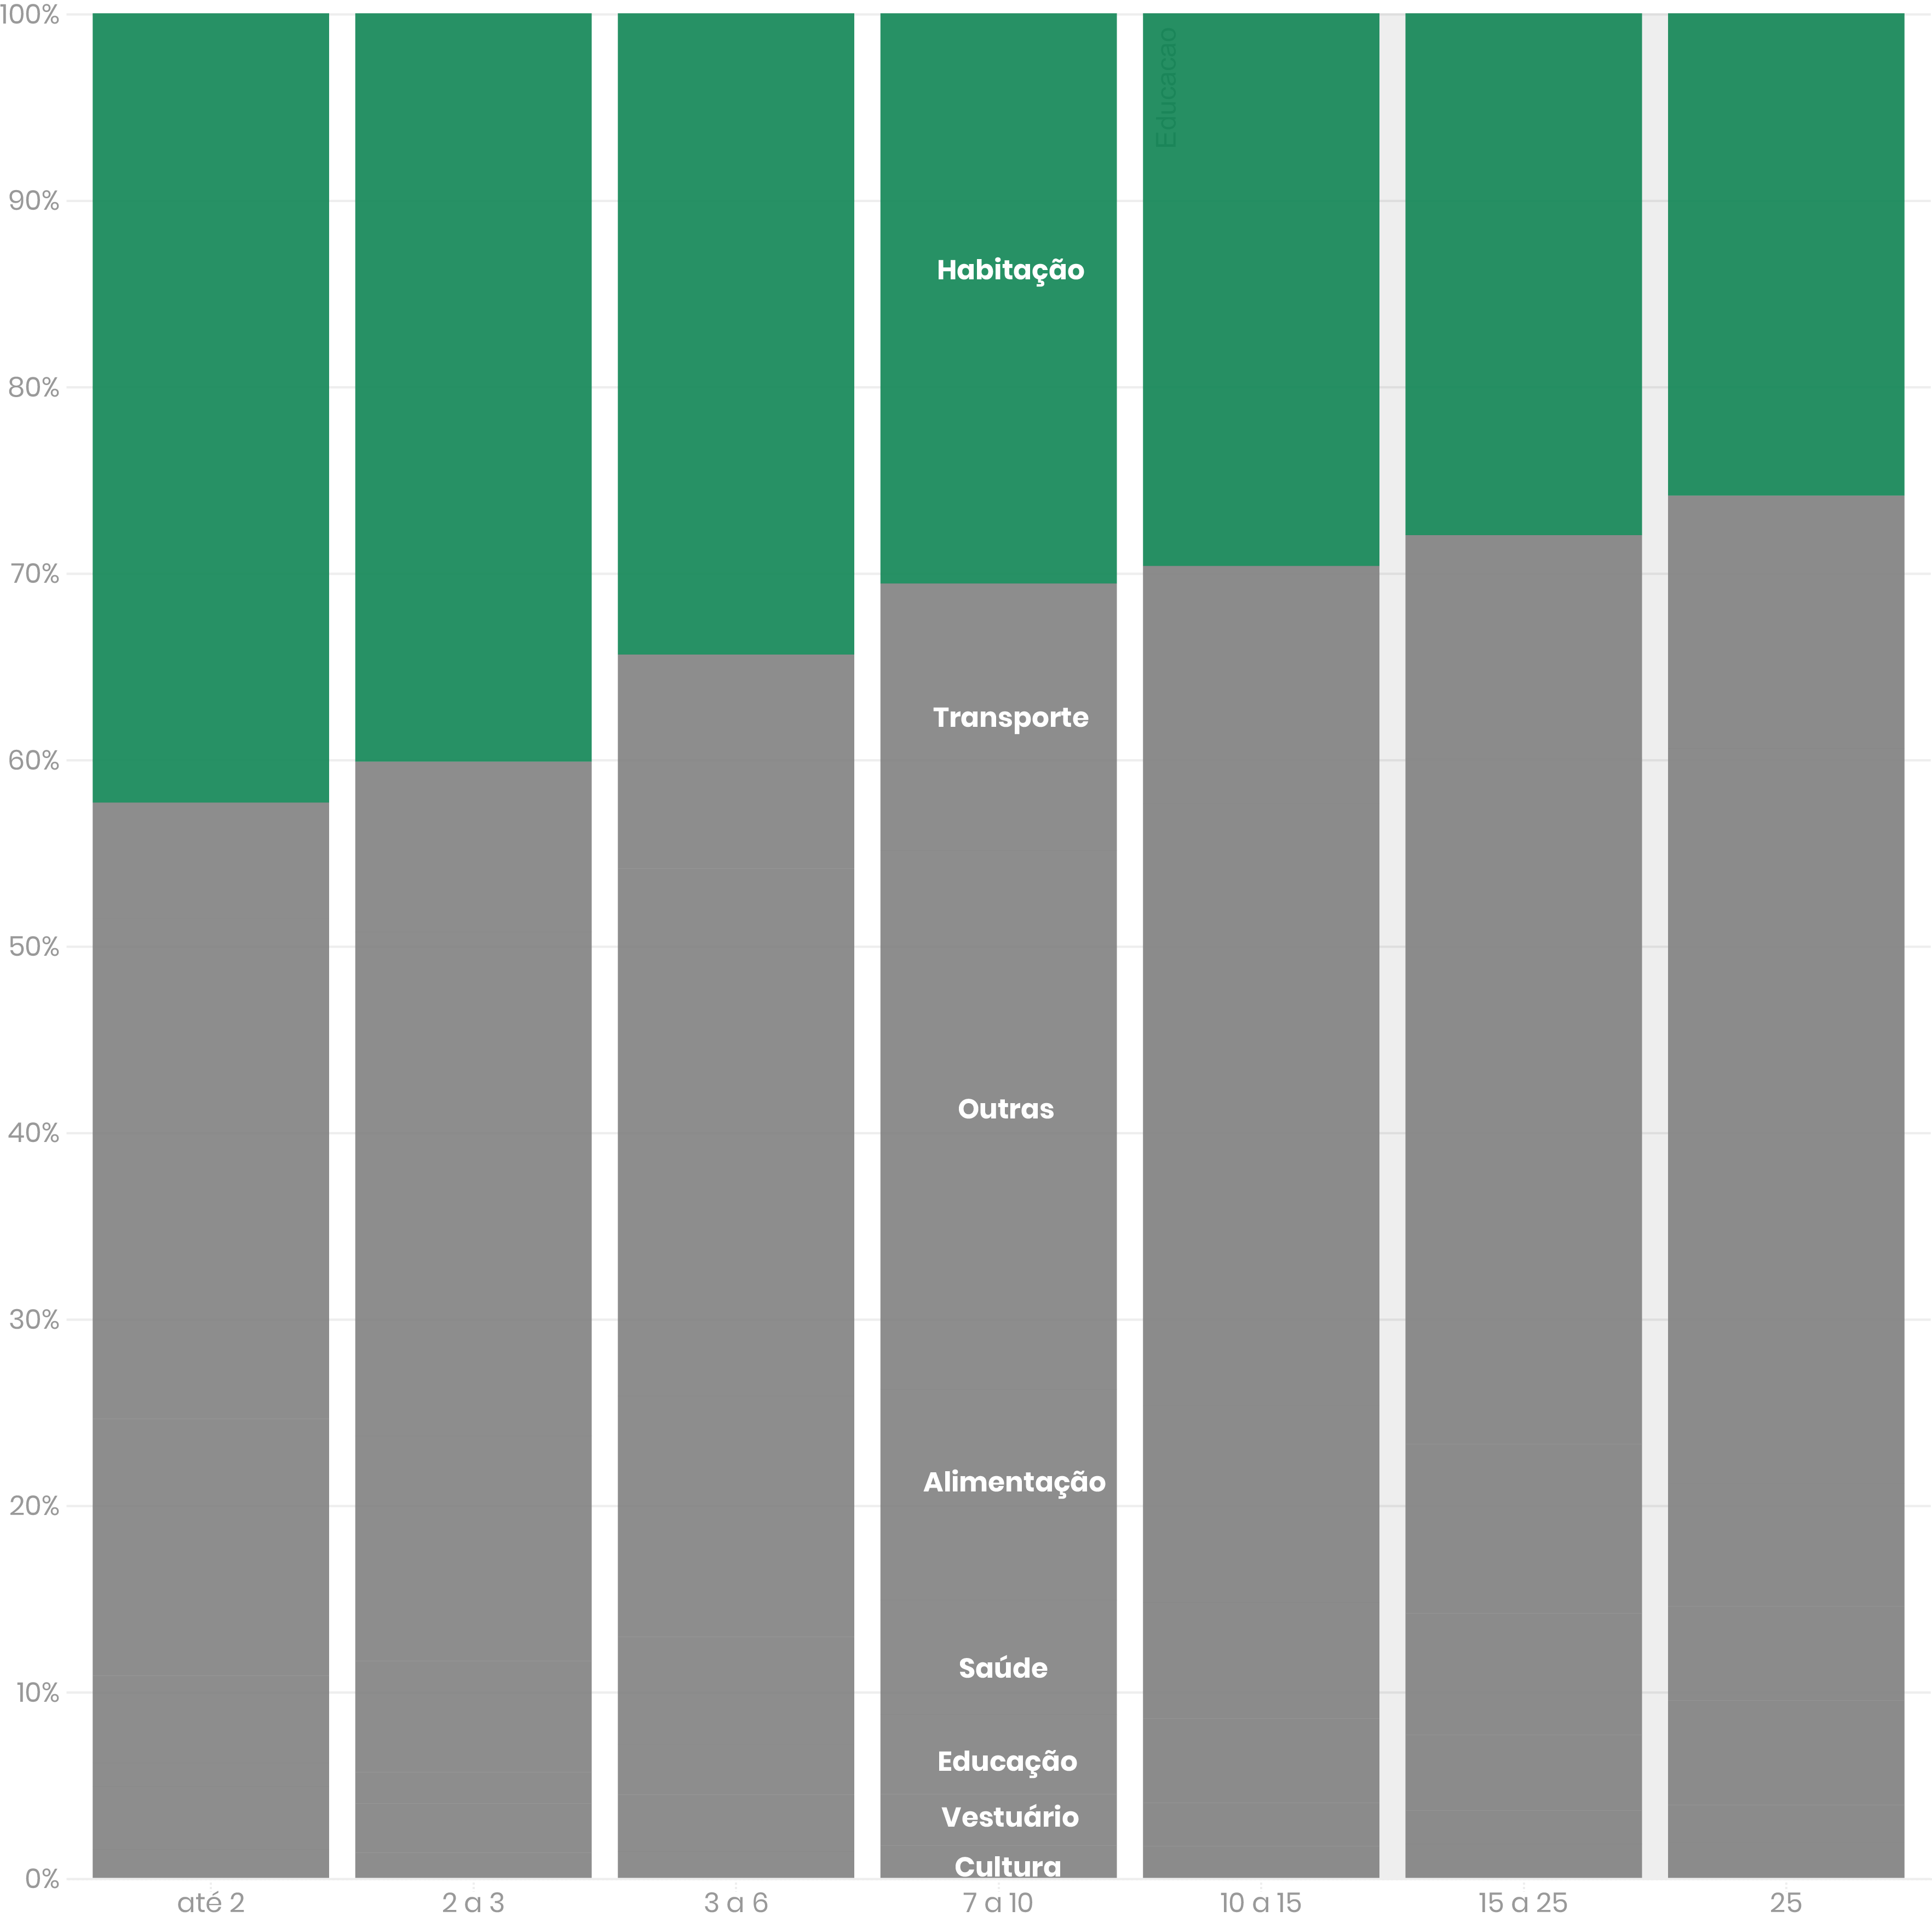 100%
Educacao
90%
Habitação
80%
70%
Transporte
60%
50%
Outras
40%
30%
Alimentação
20%
Saúde
10%
Educação
Vestuário
Cultura
0%
até 2 2 a 3 3 a 6 7 a 10 10 a 15 15 a 25 25